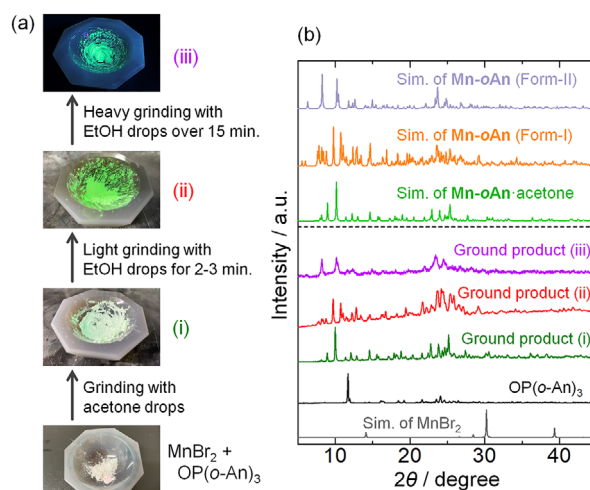 (a)
(iii)
Heavy grinding with
EtOH drops over 15 min.
(ii)
Light grinding with
EtOH drops for 2-3 min.
(i)
Grinding with
acetone drops
MnBr₂ +
OP(o-An)₃
(b)
Sim. of Mn-oAn (Form-II)
Sim. of Mn-oAn (Form-I)
Sim. of Mn-oAn·acetone
Ground product (iii)
Ground product (ii)
Ground product (i)
OP(o-An)₃
Sim. of MnBr₂
Intensity / a.u.
10 20 30 40
2θ / degree